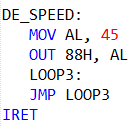 DE_SPEED:
MOV AL, 45
OUT 88H, AL
LOOP3:
JMP LOOP3
IRET